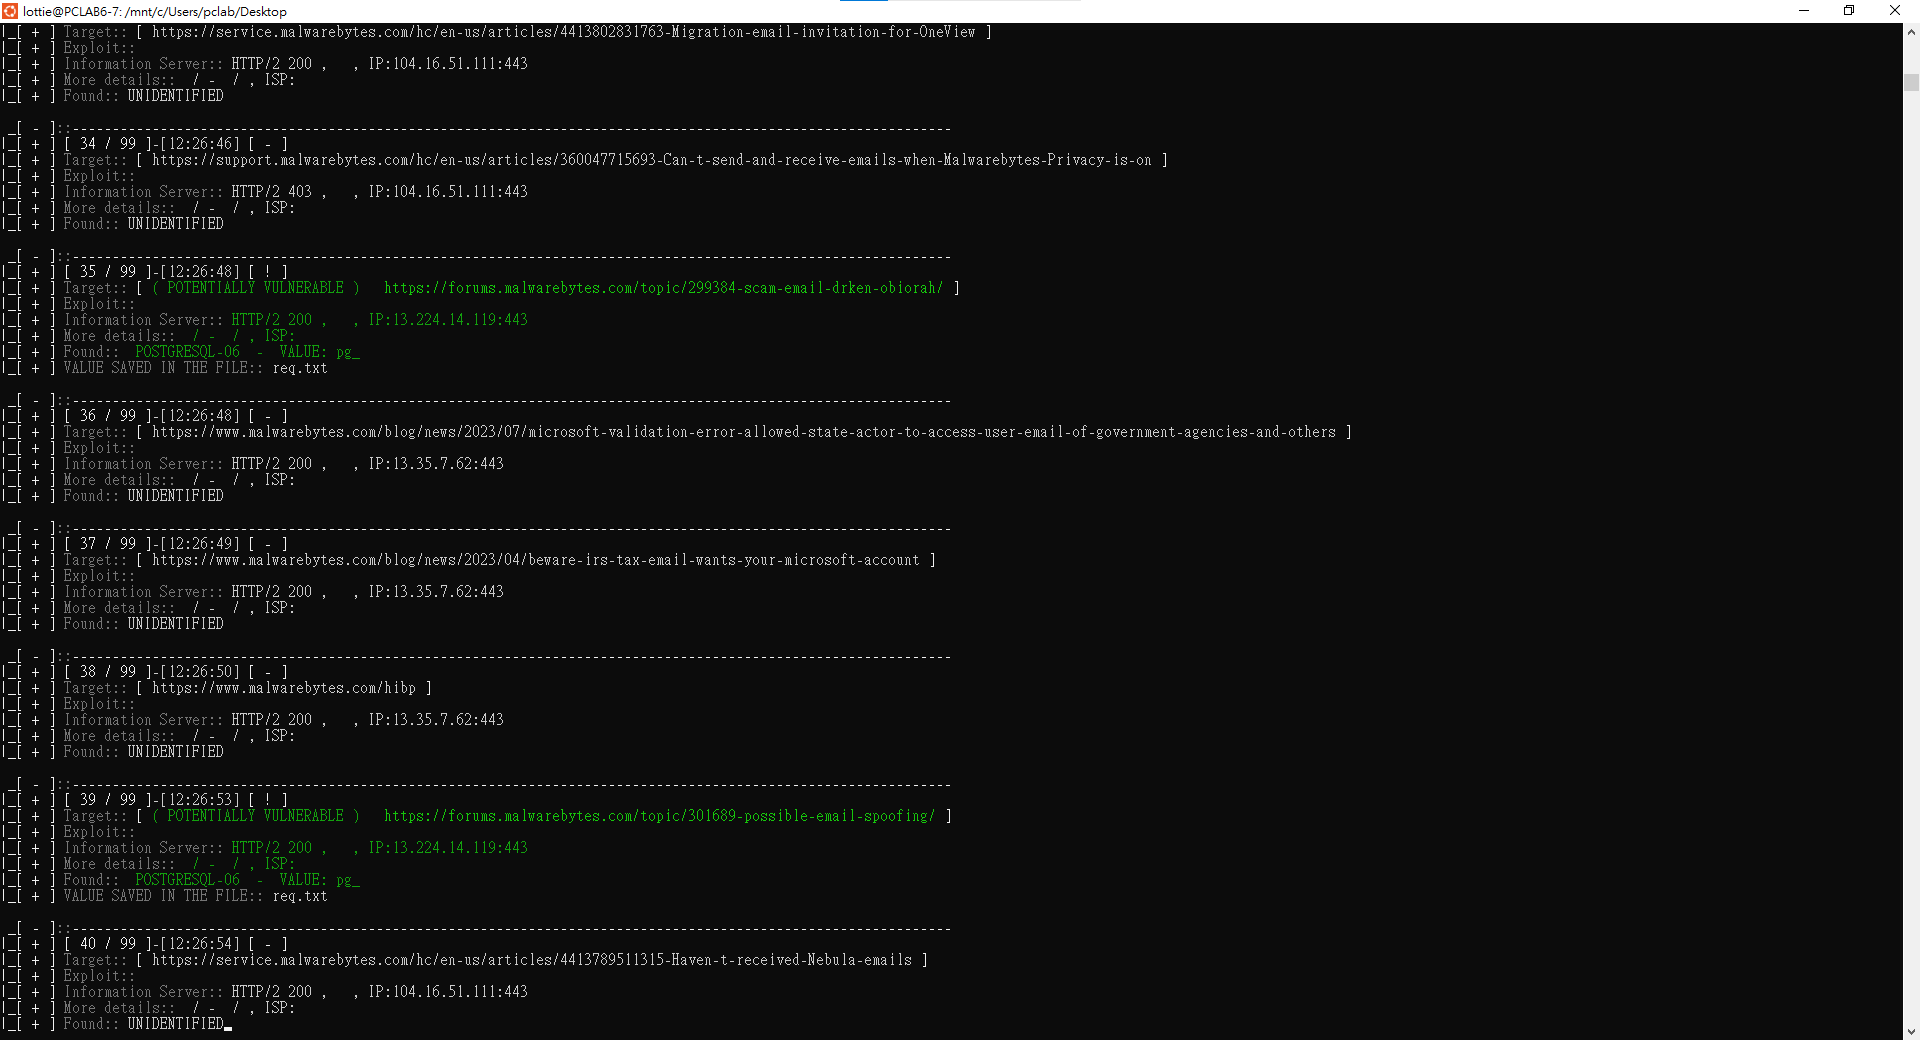 lottie@PCLAB6-7: /mnt/c/Users/pclab/Desktop
|_[ + ] Target:: [ https://service.malwarebytes.com/hc/en-us/articles/4413802831763-Migration-email-invitation-for-OneView ]
|_[ + ] Exploit::
|_[ + ] Information Server:: HTTP/2 200 ,   , IP:104.16.51.111:443
|_[ + ] More details::  / -  / , ISP:
|_[ + ] Found:: UNIDENTIFIED
_[ - ]::--------------------------------------------------------------------------------------------------------------
|_[ + ] [ 34 / 99 ]-[12:26:46] [ - ]
|_[ + ] Target:: [ https://support.malwarebytes.com/hc/en-us/articles/360047715693-Can-t-send-and-receive-emails-when-Malwarebytes-Privacy-is-on ]
|_[ + ] Exploit::
|_[ + ] Information Server:: HTTP/2 403 ,   , IP:104.16.51.111:443
|_[ + ] More details::  / -  / , ISP:
|_[ + ] Found:: UNIDENTIFIED
_[ - ]::--------------------------------------------------------------------------------------------------------------
|_[ + ] [ 35 / 99 ]-[12:26:48] [ ! ]
|_[ + ] Target:: [ ( POTENTIALLY VULNERABLE )   https://forums.malwarebytes.com/topic/299384-scam-email-drken-obiorah/ ]
|_[ + ] Exploit::
|_[ + ] Information Server:: HTTP/2 200 ,   , IP:13.224.14.119:443
|_[ + ] More details::  / -  / , ISP:
|_[ + ] Found::  POSTGRESQL-06  -  VALUE: pg_
|_[ + ] VALUE SAVED IN THE FILE:: req.txt
_[ - ]::--------------------------------------------------------------------------------------------------------------
|_[ + ] [ 36 / 99 ]-[12:26:48] [ - ]
|_[ + ] Target:: [ https://www.malwarebytes.com/blog/news/2023/07/microsoft-validation-error-allowed-state-actor-to-access-user-email-of-government-agencies-and-others ]
|_[ + ] Exploit::
|_[ + ] Information Server:: HTTP/2 200 ,   , IP:13.35.7.62:443
|_[ + ] More details::  / -  / , ISP:
|_[ + ] Found:: UNIDENTIFIED
_[ - ]::--------------------------------------------------------------------------------------------------------------
|_[ + ] [ 37 / 99 ]-[12:26:49] [ - ]
|_[ + ] Target:: [ https://www.malwarebytes.com/blog/news/2023/04/beware-irs-tax-email-wants-your-microsoft-account ]
|_[ + ] Exploit::
|_[ + ] Information Server:: HTTP/2 200 ,   , IP:13.35.7.62:443
|_[ + ] More details::  / -  / , ISP:
|_[ + ] Found:: UNIDENTIFIED
_[ - ]::--------------------------------------------------------------------------------------------------------------
|_[ + ] [ 38 / 99 ]-[12:26:50] [ - ]
|_[ + ] Target:: [ https://www.malwarebytes.com/hibp ]
|_[ + ] Exploit::
|_[ + ] Information Server:: HTTP/2 200 ,   , IP:13.35.7.62:443
|_[ + ] More details::  / -  / , ISP:
|_[ + ] Found:: UNIDENTIFIED
_[ - ]::--------------------------------------------------------------------------------------------------------------
|_[ + ] [ 39 / 99 ]-[12:26:53] [ ! ]
|_[ + ] Target:: [ ( POTENTIALLY VULNERABLE )   https://forums.malwarebytes.com/topic/301689-possible-email-spoofing/ ]
|_[ + ] Exploit::
|_[ + ] Information Server:: HTTP/2 200 ,   , IP:13.224.14.119:443
|_[ + ] More details::  / -  / , ISP:
|_[ + ] Found::  POSTGRESQL-06  -  VALUE: pg_
|_[ + ] VALUE SAVED IN THE FILE:: req.txt
_[ - ]::--------------------------------------------------------------------------------------------------------------
|_[ + ] [ 40 / 99 ]-[12:26:54] [ - ]
|_[ + ] Target:: [ https://service.malwarebytes.com/hc/en-us/articles/4413789511315-Haven-t-received-Nebula-emails ]
|_[ + ] Exploit::
|_[ + ] Information Server:: HTTP/2 200 ,   , IP:104.16.51.111:443
|_[ + ] More details::  / -  / , ISP:
|_[ + ] Found:: UNIDENTIFIED